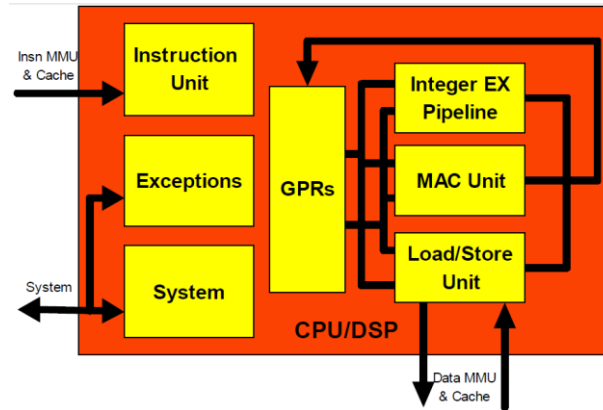 Insn MMU
& Cache
Instruction
Unit
Exceptions
System
System
GPRs
Integer EX
Pipeline
MAC Unit
Load/Store
Unit
CPU/DSP
Data MMU
& Cache